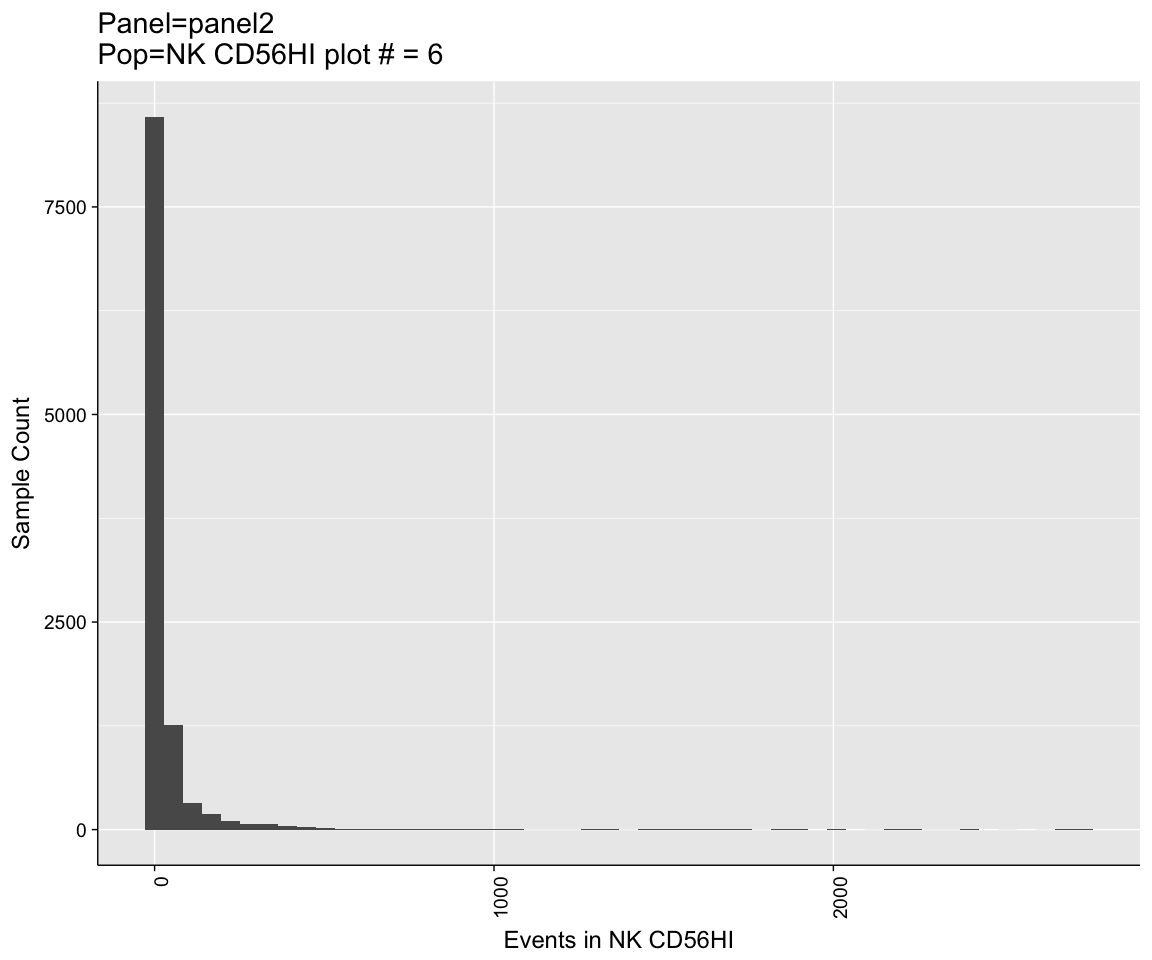 Panel=panel2
Pop=NK CD56HI plot # = 6
Sample Count
7500
5000
2500
0
0
1000
2000
Events in NK CD56HI